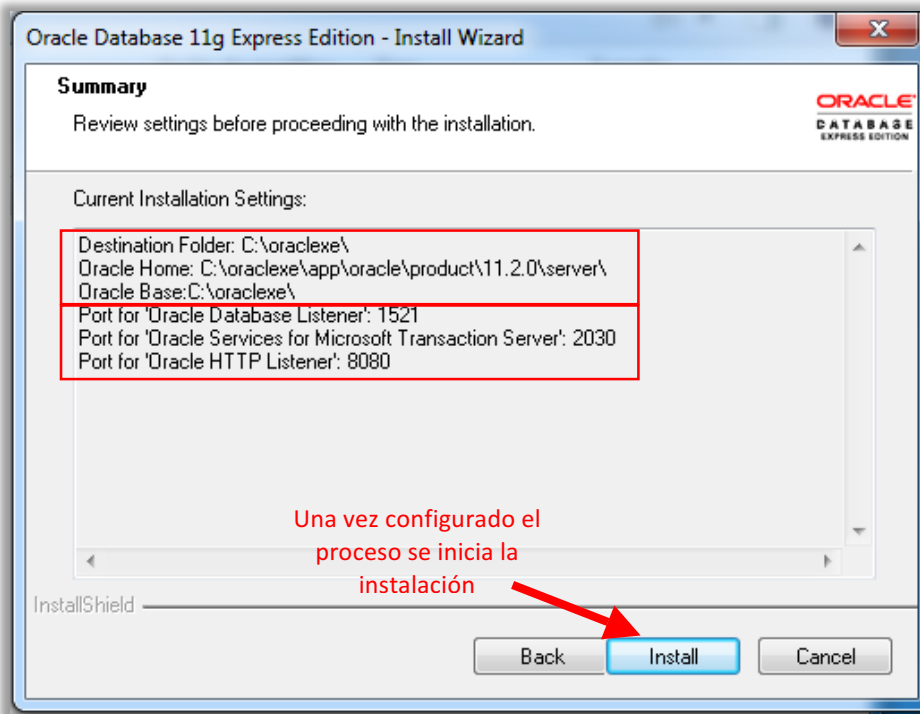 Oracle Database 11g Express Edition - Install Wizard
Summary
Review settings before proceeding with the installation.
ORACLE
DATABASE
EXPRESS EDITION
Current Installation Settings:
Destination Folder: C:\oraclexe\
Oracle Home: C:\oraclexe\app\oracle\product\11.2.0\server\
Oracle Base:C:\oraclexe\
Port for 'Oracle Database Listener': 1521
Port for 'Oracle Services for Microsoft Transaction Server': 2030
Port for 'Oracle HTTP Listener': 8080
Una vez configurado el
proceso se inicia la
instalación
InstallShield
Back Install Cancel